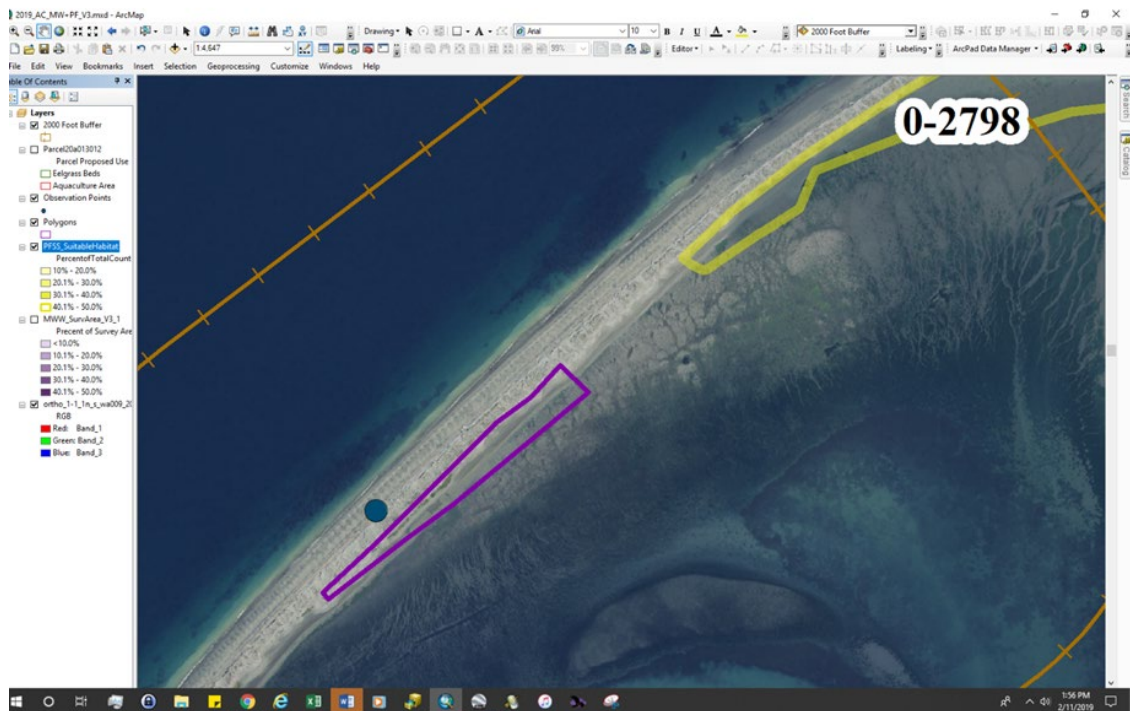 2019_AC_MW+PF_V3.mxd - ArcMap
Drawing
Arial
10
B I U A
2000 Foot Buffer
1:4,647
99%
Editor
Labeling
ArcPad Data Manager
File Edit View Bookmarks Insert Selection Geoprocessing Customize Windows Help
ble Of Contents
Layers
2000 Foot Buffer
Parcel20a013012
Parcel Proposed Use
Eelgrass Beds
Aquaculture Area
Observation Points
Polygons
PFSS_SuitableHabitat
PercentofTotalCount
10% - 20.0%
20.1% - 30.0%
30.1% - 40.0%
40.1% - 50.0%
MWW_SurvArea_V3_1
Precent of Survey Are
<10.0%
10.1% - 20.0%
20.1% - 30.0%
30.1% - 40.0%
40.1% - 50.0%
ortho_1-1_1n_s_wa009_20
RGB
Red: Band_1
Green: Band_2
Blue: Band_3
0-2798
Search
Catalog
1:56 PM
2/11/2019